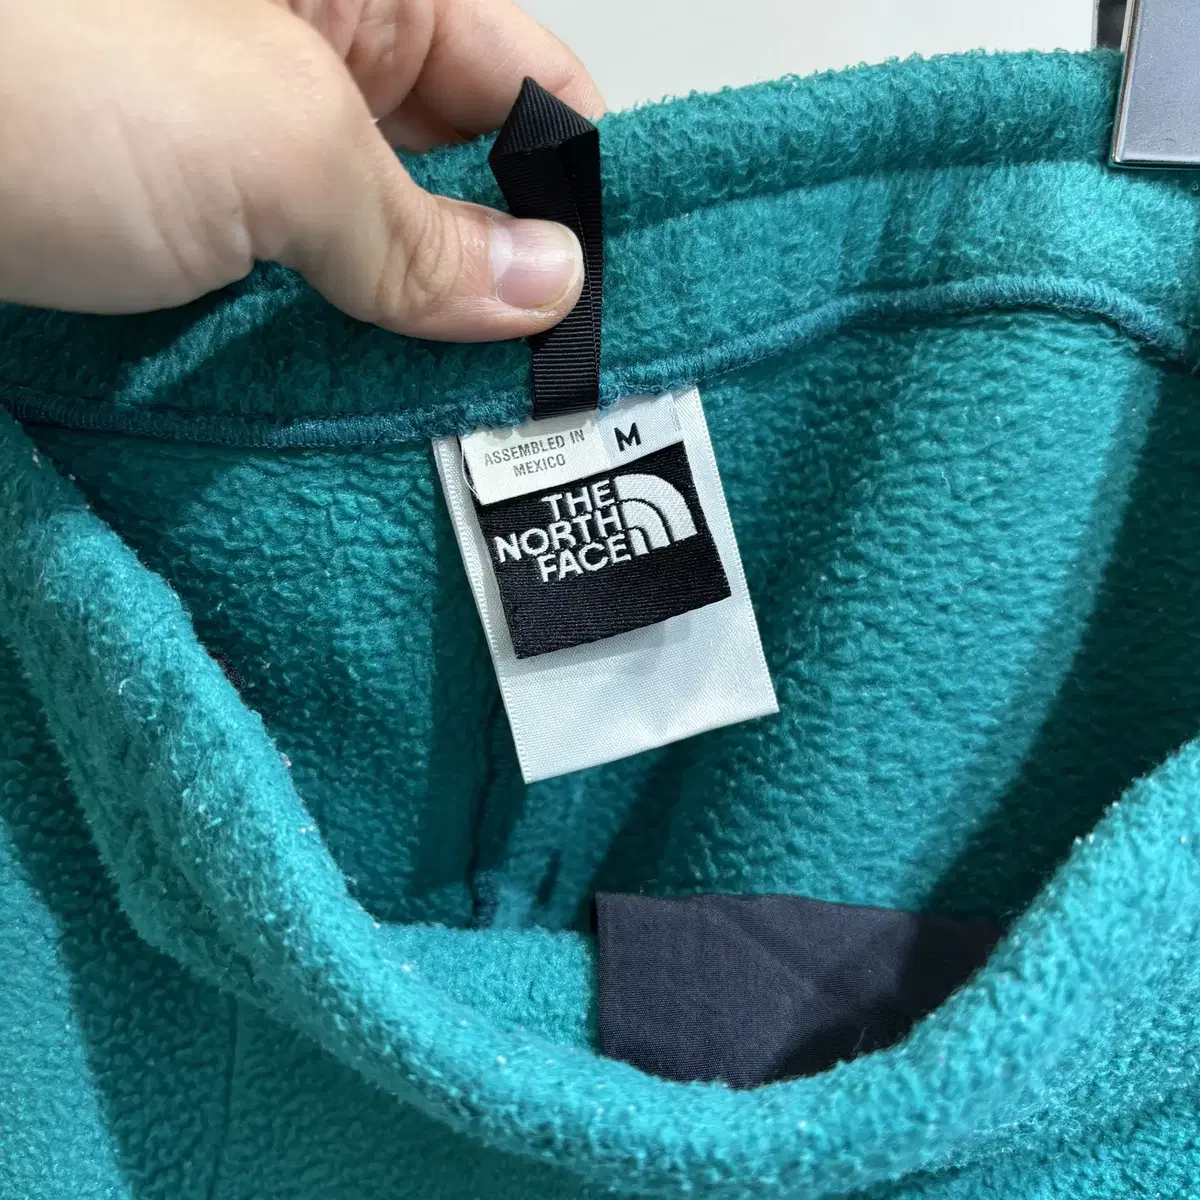 ASSEMBLED IN
MEXICO
M
THE
NORTH
FACE